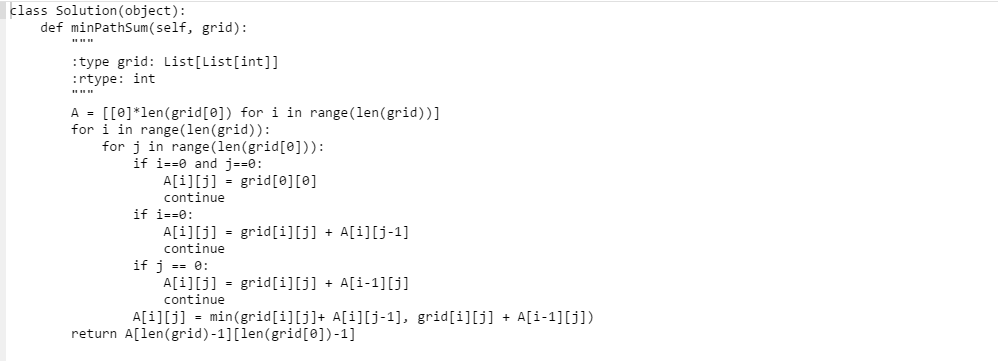 class Solution(object):
    def minPathSum(self, grid):
        """
        :type grid: List[List[int]]
        :rtype: int
        """
        A = [[0]*len(grid[0]) for i in range(len(grid))]
        for i in range(len(grid)):
            for j in range(len(grid[0])):
                if i==0 and j==0:
                    A[i][j] = grid[0][0]
                    continue
                if i==0:
                    A[i][j] = grid[i][j] + A[i][j-1]
                    continue
                if j == 0:
                    A[i][j] = grid[i][j] + A[i-1][j]
                    continue
                A[i][j] = min(grid[i][j]+ A[i][j-1], grid[i][j] + A[i-1][j])
        return A[len(grid)-1][len(grid[0])-1]